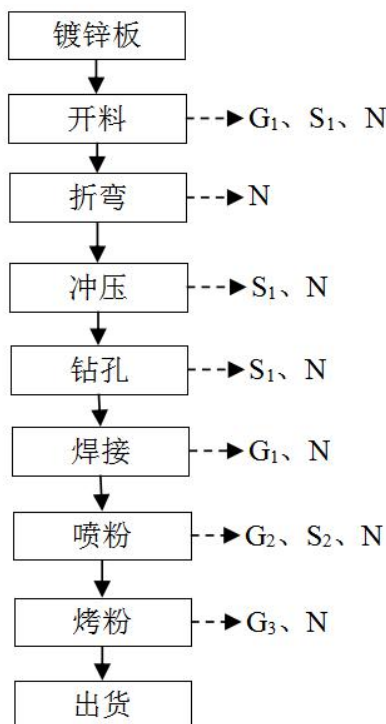 镀锌板
开料 G₁、S₁、N
折弯 N
冲压 S₁、N
钻孔 S₁、N
焊接 G₁、N
喷粉 G₂、S₂、N
烤粉 G₃、N
出货